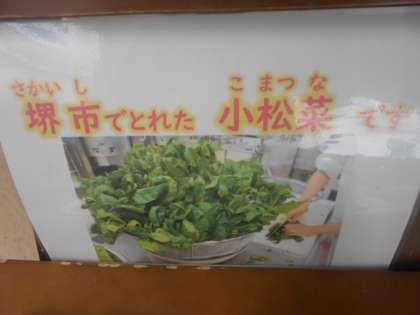 さかい し こ まつ な
堺市でとれた 小松菜 です